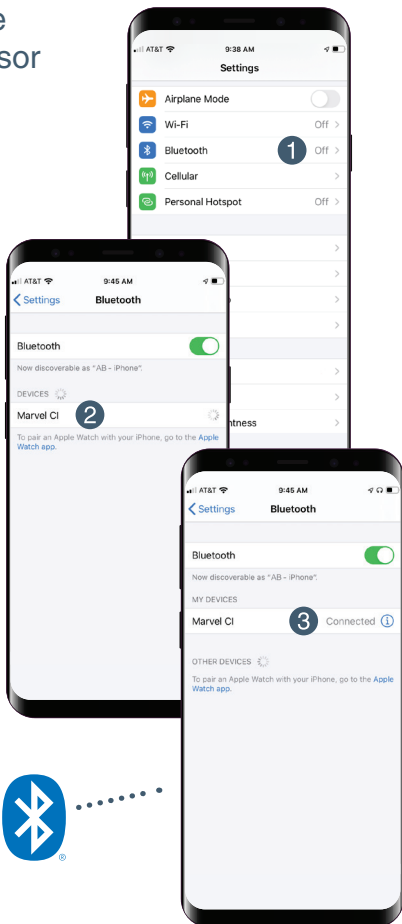 e
sor
AT&T
9:38 AM
Settings
Airplane Mode
Wi-Fi Off
Bluetooth 1 Off
Cellular
Personal Hotspot Off
AT&T
9:45 AM
Settings
Bluetooth
Bluetooth
Now discoverable as "AB - iPhone".
DEVICES
Marvel CI 2
To pair an Apple Watch with your iPhone, go to the Apple
Watch app.
ntness
AT&T
9:45 AM
Settings
Bluetooth
Bluetooth
Now discoverable as "AB - iPhone".
MY DEVICES
Marvel CI 3 Connected i
OTHER DEVICES
To pair an Apple Watch with your iPhone, go to the Apple
Watch app.
®